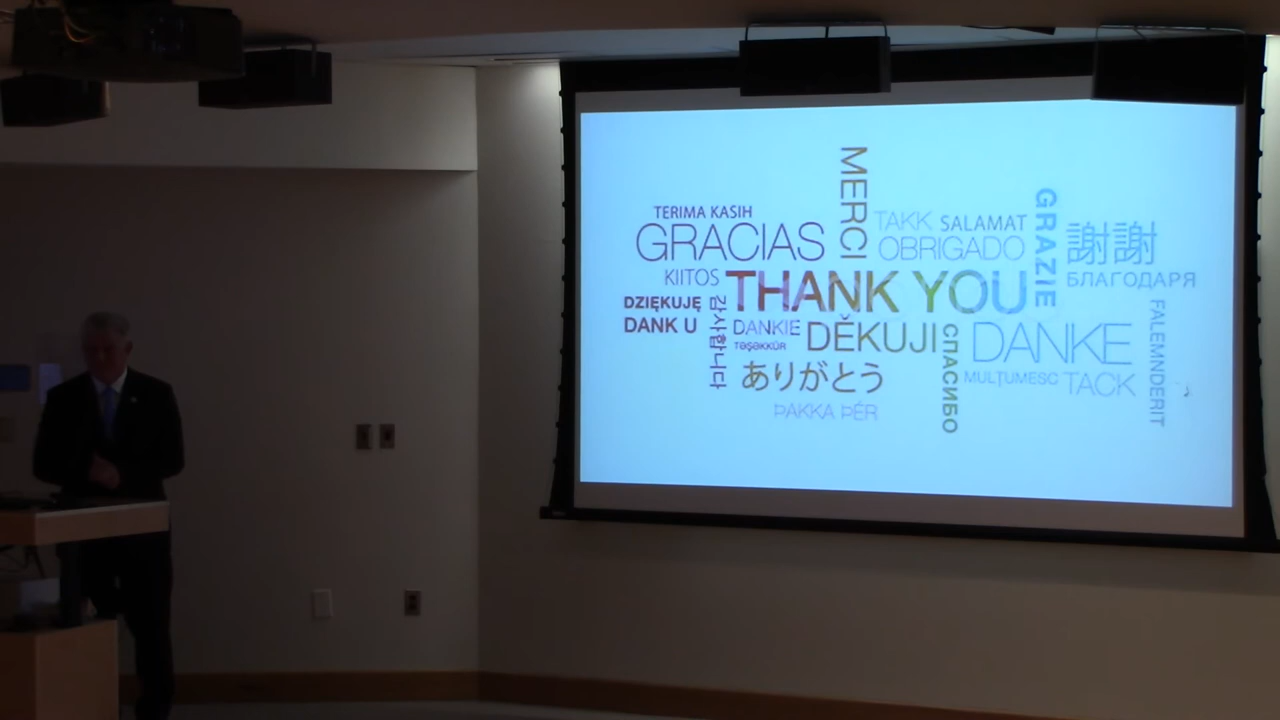 MERCI
TERIMA KASIH
TAKK
SALAMAT
GRAZIE
GRACIAS
OBRIGADO
謝謝
KIITOS
THANK YOU
БЛАГОДАРЯ
DZIĘKUJĘ
감사합니다
DANKIE
DĚKUJI
СПАСИБО
DANKE
FALEMNDERIT
DANK U
TƏŞƏKKÜR
ありがとう
MULŢUMESC
TACK
ÞAKKA ÞÉR